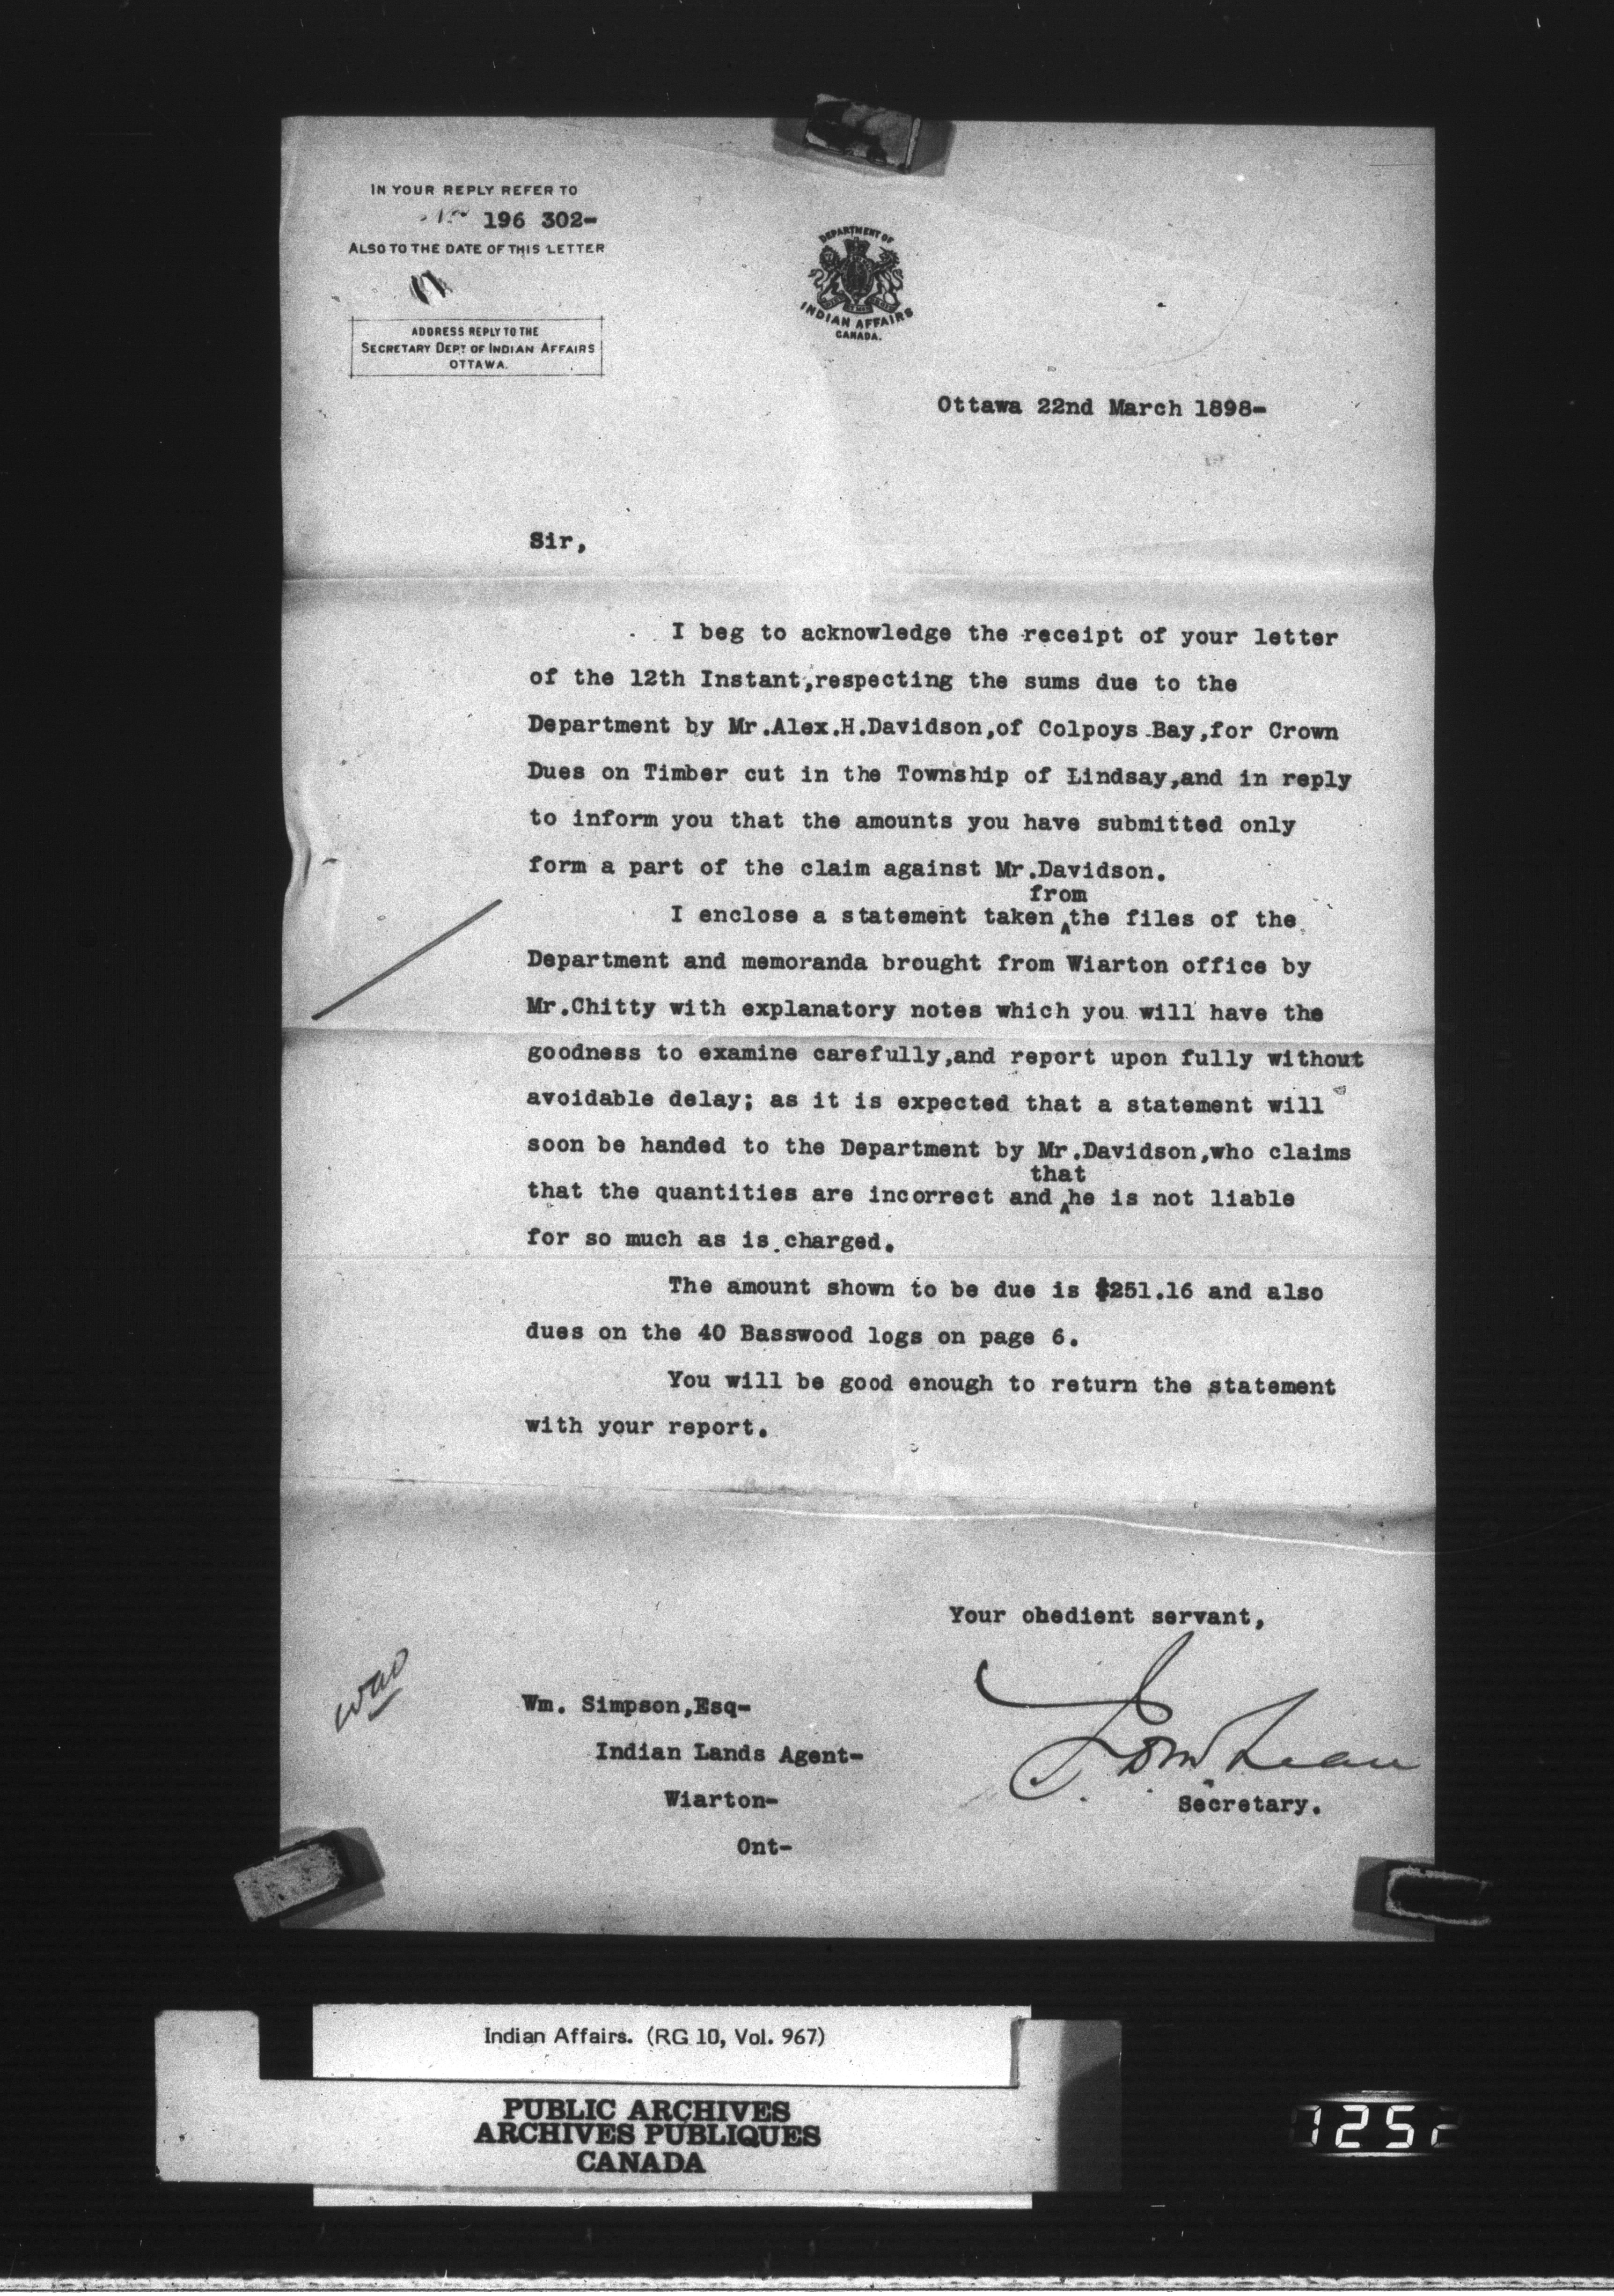 IN YOUR REPLY REFER TO
No 196 302-
ALSO TO THE DATE OF THIS LETTER
ADDRESS REPLY TO THE
SECRETARY DEPT OF INDIAN AFFAIRS
OTTAWA.
DEPARTMENT OF
INDIAN AFFAIRS
CANADA.
Ottawa 22nd March 1898-
Sir,
I beg to acknowledge the receipt of your letter
of the 12th Instant,respecting the sums due to the
Department by Mr.Alex.H.Davidson,of Colpoys Bay,for Crown
Dues on Timber cut in the Township of Lindsay,and in reply
to inform you that the amounts you have submitted only
form a part of the claim against Mr.Davidson.
from
I enclose a statement taken ^the files of the
Department and memoranda brought from Wiarton office by
Mr.Chitty with explanatory notes which you will have the
goodness to examine carefully,and report upon fully without
avoidable delay; as it is expected that a statement will
soon be handed to the Department by Mr.Davidson,who claims
that
that the quantities are incorrect and ^he is not liable
for so much as is charged.
The amount shown to be due is $251.16 and also
dues on the 40 Basswood logs on page 6.
You will be good enough to return the statement
with your report.
Your obedient servant,
Wm. Simpson,Esq-
Indian Lands Agent-
Wiarton-
Ont-
Secretary.
Indian Affairs. (RG 10, Vol. 967)
PUBLIC ARCHIVES
ARCHIVES PUBLIQUES
CANADA
1252